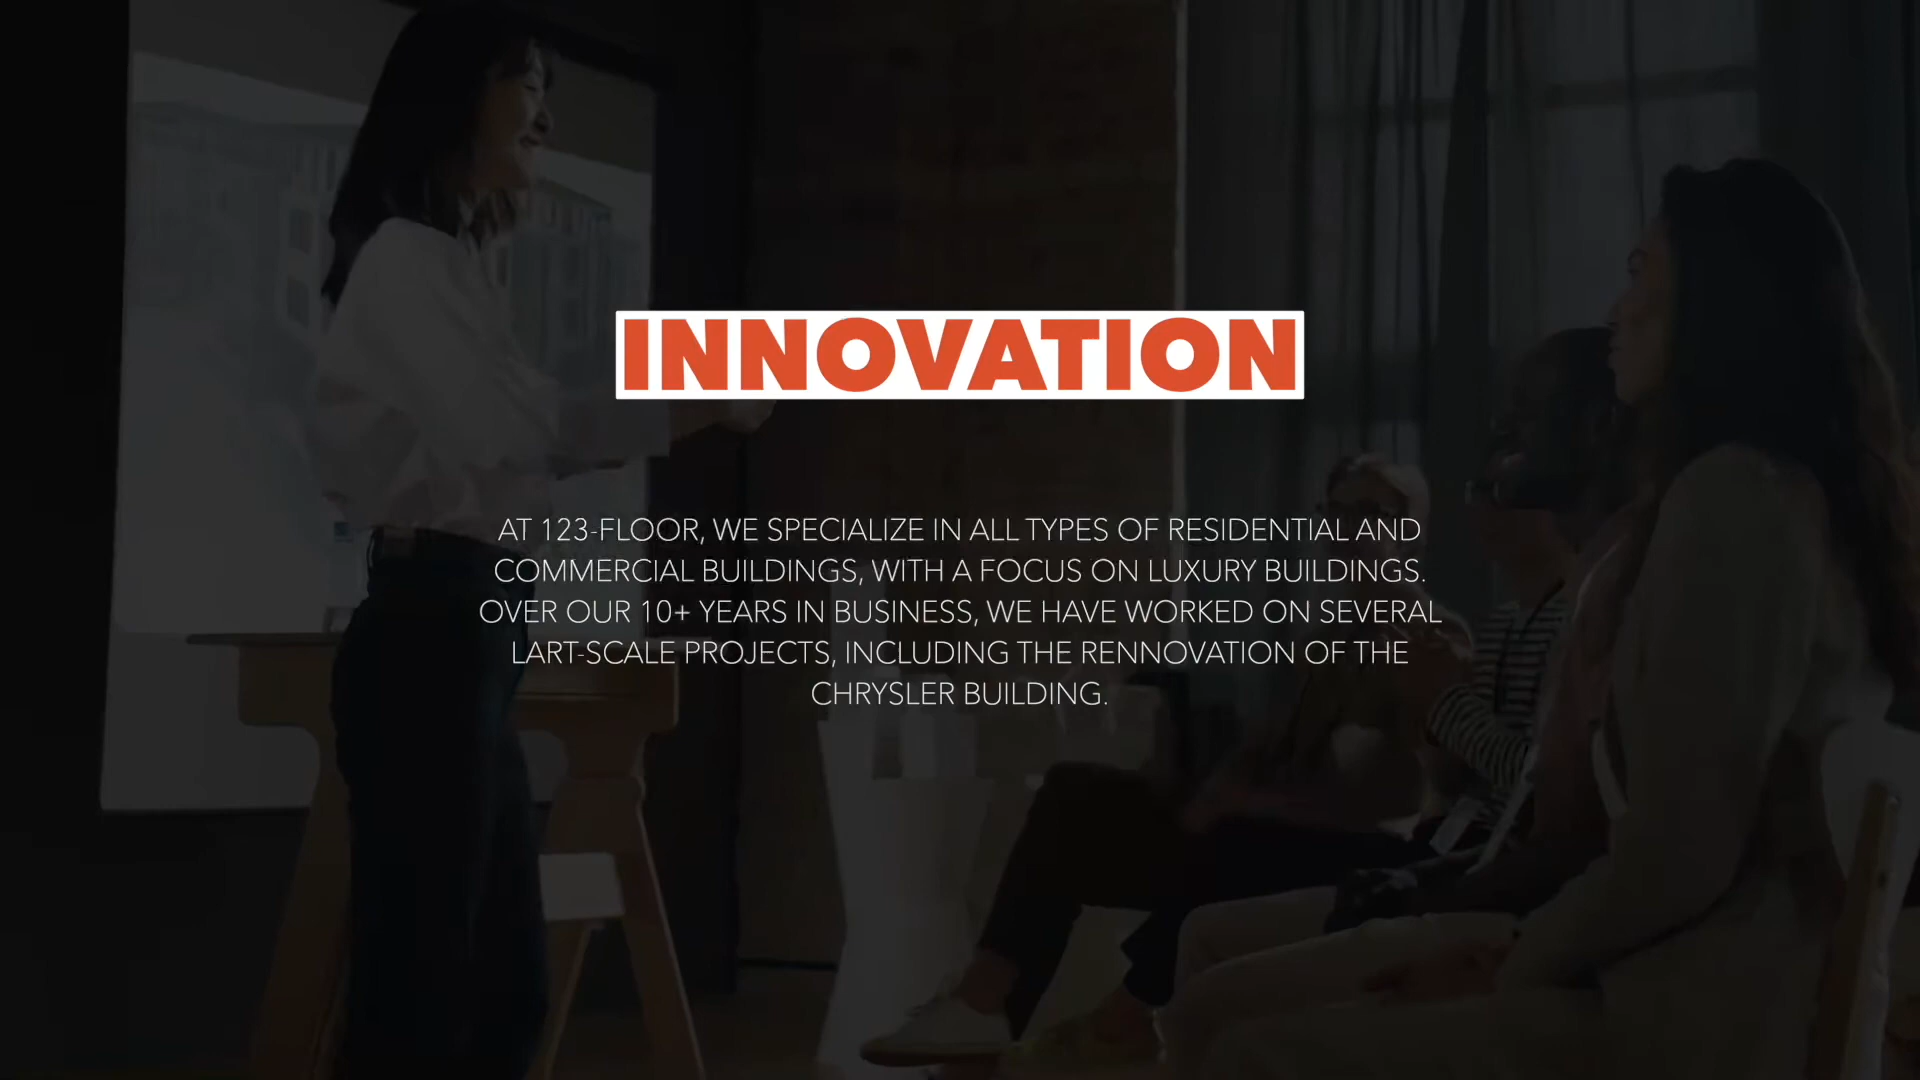 INNOVATION
AT 123-FLOOR, WE SPECIALIZE IN ALL TYPES OF RESIDENTIAL AND
COMMERCIAL BUILDINGS, WITH A FOCUS ON LUXURY BUILDINGS.
OVER OUR 10+ YEARS IN BUSINESS, WE HAVE WORKED ON SEVERAL
LART-SCALE PROJECTS, INCLUDING THE RENNOVATION OF THE
CHRYSLER BUILDING.